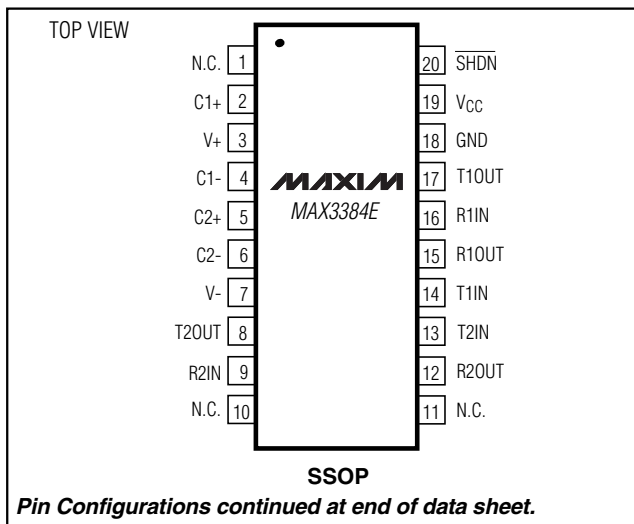 TOP VIEW
N.C. 1
C1+ 2
V+ 3
C1- 4
C2+ 5
C2- 6
V- 7
T2OUT 8
R2IN 9
N.C. 10
MAXIM
MAX3384E
20 SHDN
19 VCC
18 GND
17 T1OUT
16 R1IN
15 R1OUT
14 T1IN
13 T2IN
12 R2OUT
11 N.C.
SSOP
Pin Configurations continued at end of data sheet.